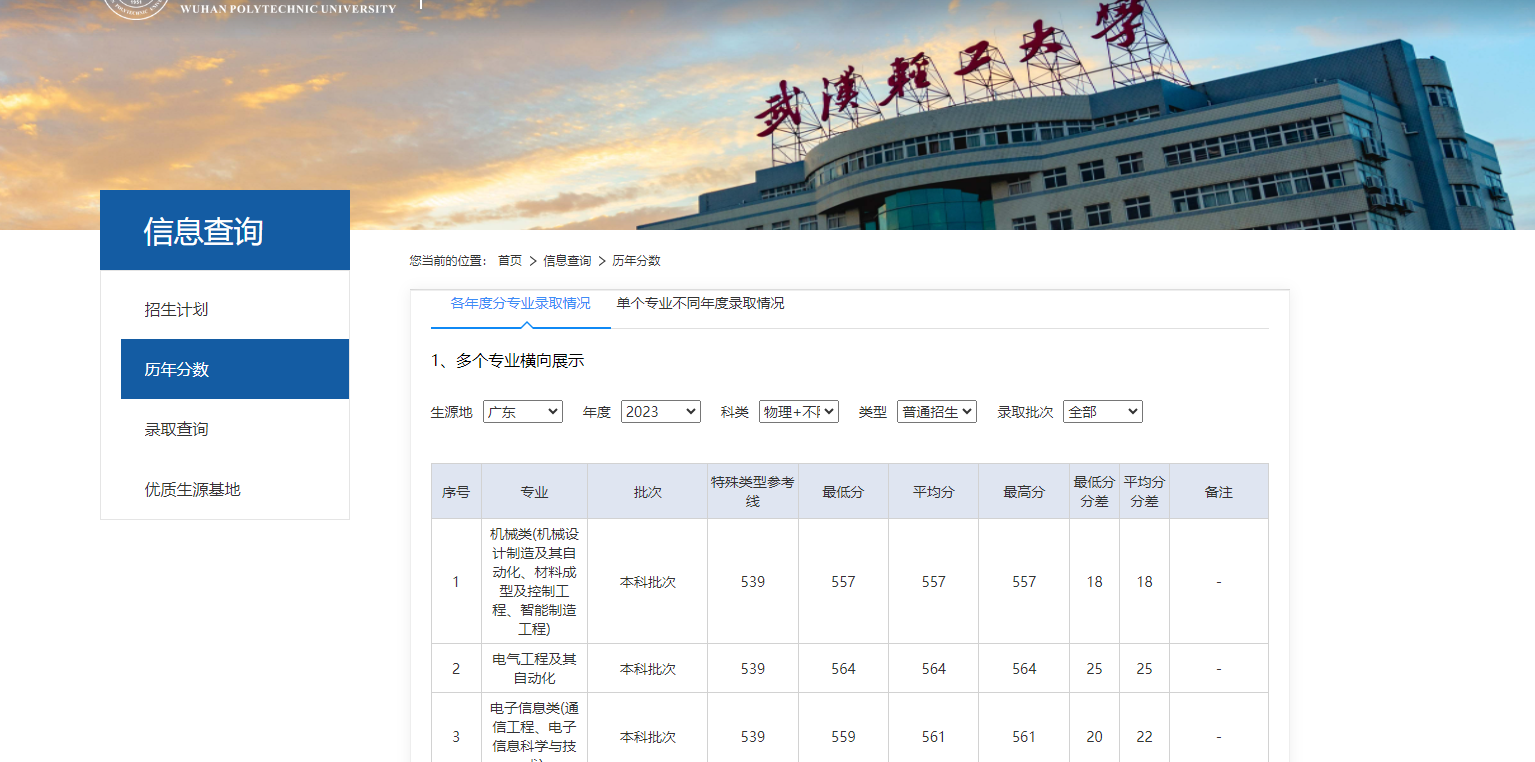 WUHAN POLYTECHNIC UNIVERSITY
武漢輕工大學
信息查询
招生计划
历年分数
录取查询
优质生源基地
您当前的位置： 首页 > 信息查询 > 历年分数
各年度分专业录取情况 单个专业不同年度录取情况
1、多个专业横向展示
生源地 广东 年度 2023 科类 物理+不 类型 普通招生 录取批次 全部
序号 专业 批次 特殊类型参考线 最低分 平均分 最高分 最低分分差 平均分分差 备注
1 机械类(机械设计制造及其自动化、材料成型及控制工程、智能制造工程) 本科批次 539 557 557 557 18 18 -
2 电气工程及其自动化 本科批次 539 564 564 564 25 25 -
3 电子信息类(通信工程、电子信息科学与技 本科批次 539 559 561 561 20 22 -